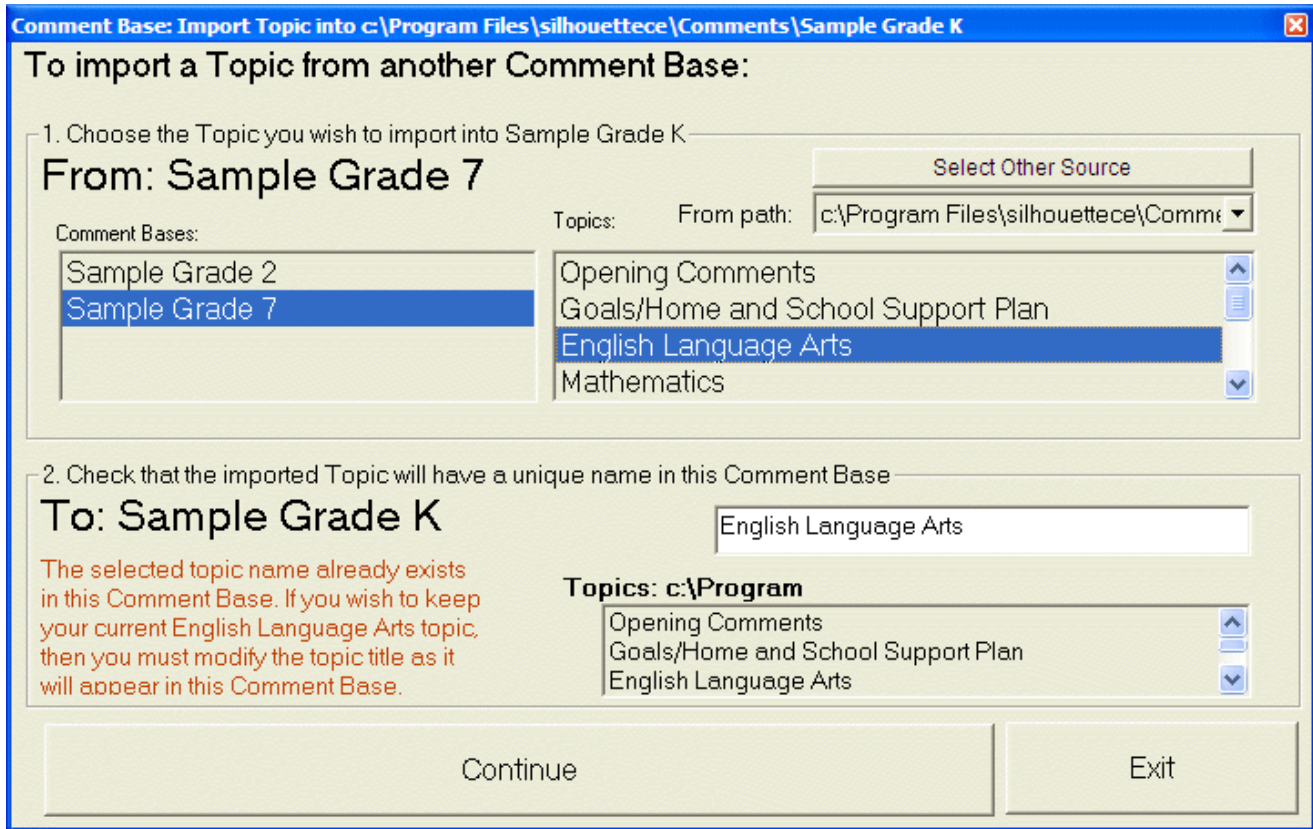 Comment Base: Import Topic into c:\Program Files\silhouettece\Comments\Sample Grade K
To import a Topic from another Comment Base:
1. Choose the Topic you wish to import into Sample Grade K
From: Sample Grade 7
Select Other Source
Topics:
From path:
c:\Program Files\silhouettece\Comme
Comment Bases:
Sample Grade 2
Sample Grade 7
Opening Comments
Goals/Home and School Support Plan
English Language Arts
Mathematics
2. Check that the imported Topic will have a unique name in this Comment Base
To: Sample Grade K
English Language Arts
The selected topic name already exists
in this Comment Base. If you wish to keep
your current English Language Arts topic,
then you must modify the topic title as it
will appear in this Comment Base.
Topics: c:\Program
Opening Comments
Goals/Home and School Support Plan
English Language Arts
Continue
Exit